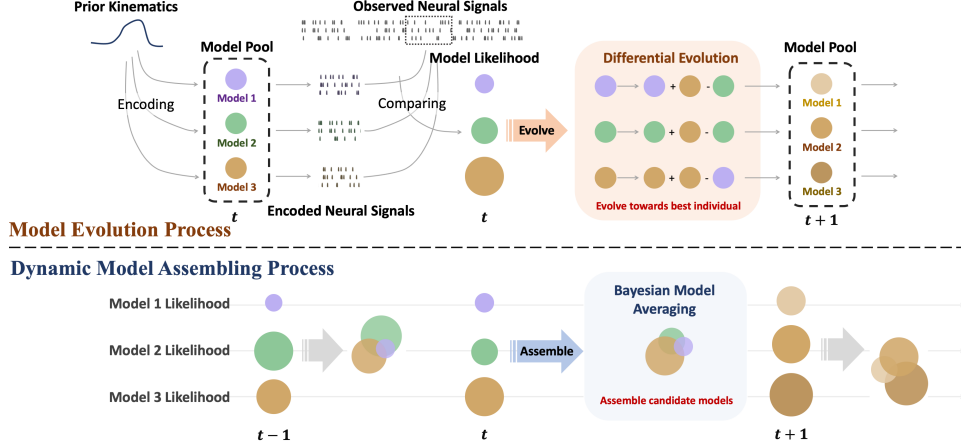 Prior Kinematics
Observed Neural Signals
Model Pool
Model Likelihood
Differential Evolution
Model Pool
Encoding
Model 1
Comparing
Model 2
Evolve
Model 3
+
-
+
-
+
-
Model 1
Model 2
Model 3
Encoded Neural Signals
Evolve towards best individual
t
t
t + 1
Model Evolution Process
Dynamic Model Assembling Process
Bayesian Model
Averaging
Model 1 Likelihood
Model 2 Likelihood
Assemble
Model 3 Likelihood
Assemble candidate models
t − 1
t
t + 1